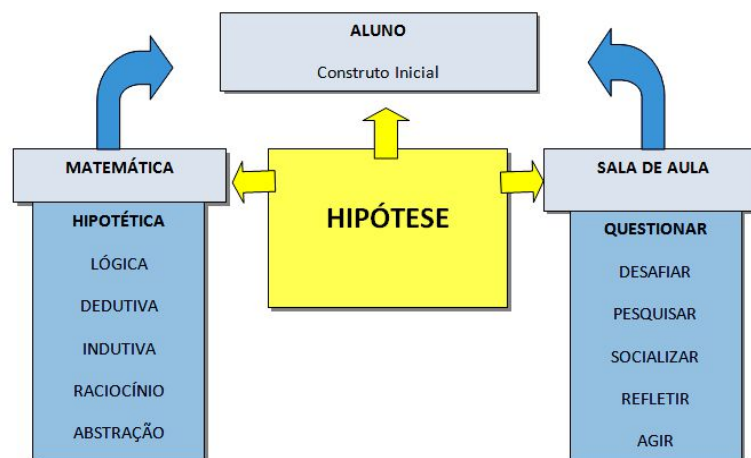 ALUNO
Construto Inicial
MATEMÁTICA
HIPOTÉTICA
LÓGICA
DEDUTIVA
INDUTIVA
RACIOCÍNIO
ABSTRAÇÃO
HIPÓTESE
SALA DE AULA
QUESTIONAR
DESAFIAR
PESQUISAR
SOCIALIZAR
REFLETIR
AGIR